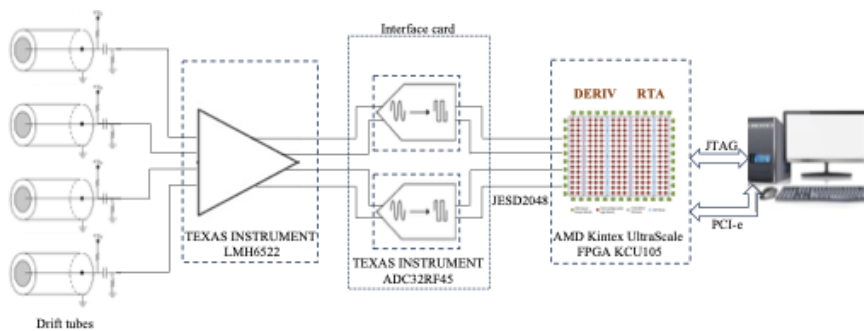 Interface card
DERIV RTA
JTAG
JESD2048
PCI-e
TEXAS INSTRUMENT
LMH6522
TEXAS INSTRUMENT
ADC32RF45
AMD Kintex UltraScale
FPGA KCU105
Drift tubes